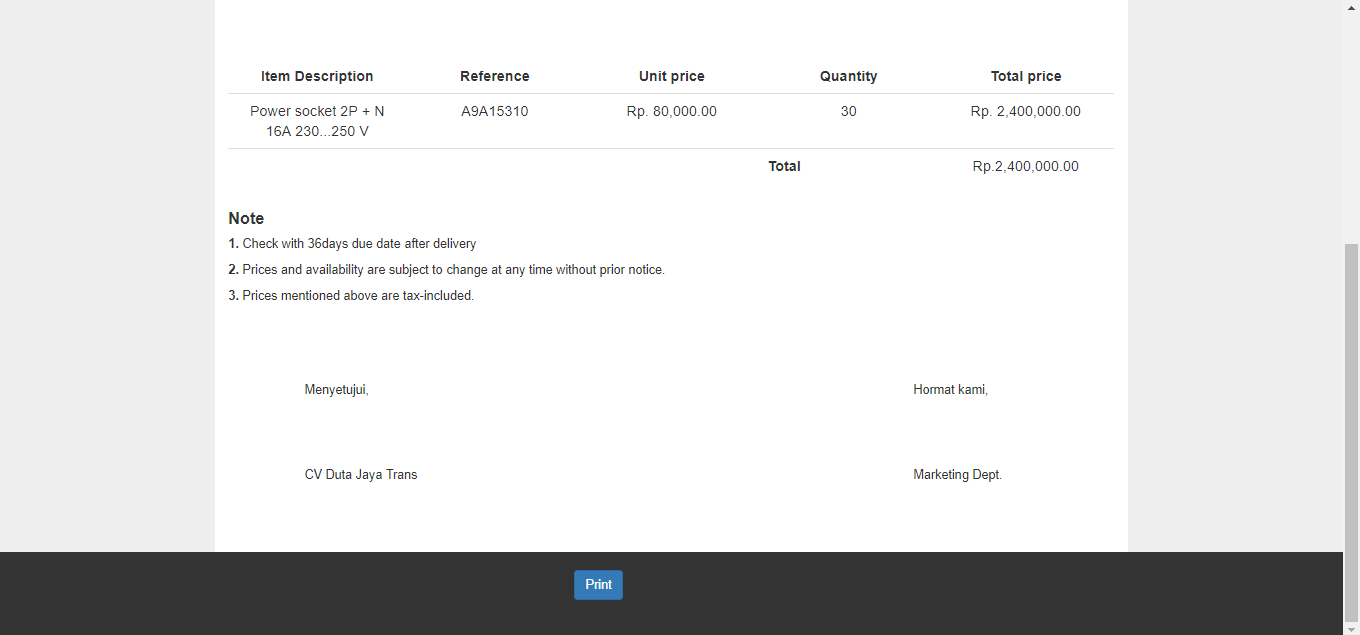 Item Description Reference Unit price Quantity Total price
Power socket 2P + N A9A15310 Rp. 80,000.00 30 Rp. 2,400,000.00
16A 230...250 V
Total Rp.2,400,000.00
Note
1. Check with 36days due date after delivery
2. Prices and availability are subject to change at any time without prior notice.
3. Prices mentioned above are tax-included.
Menyetujui, Hormat kami,
CV Duta Jaya Trans Marketing Dept.
Print